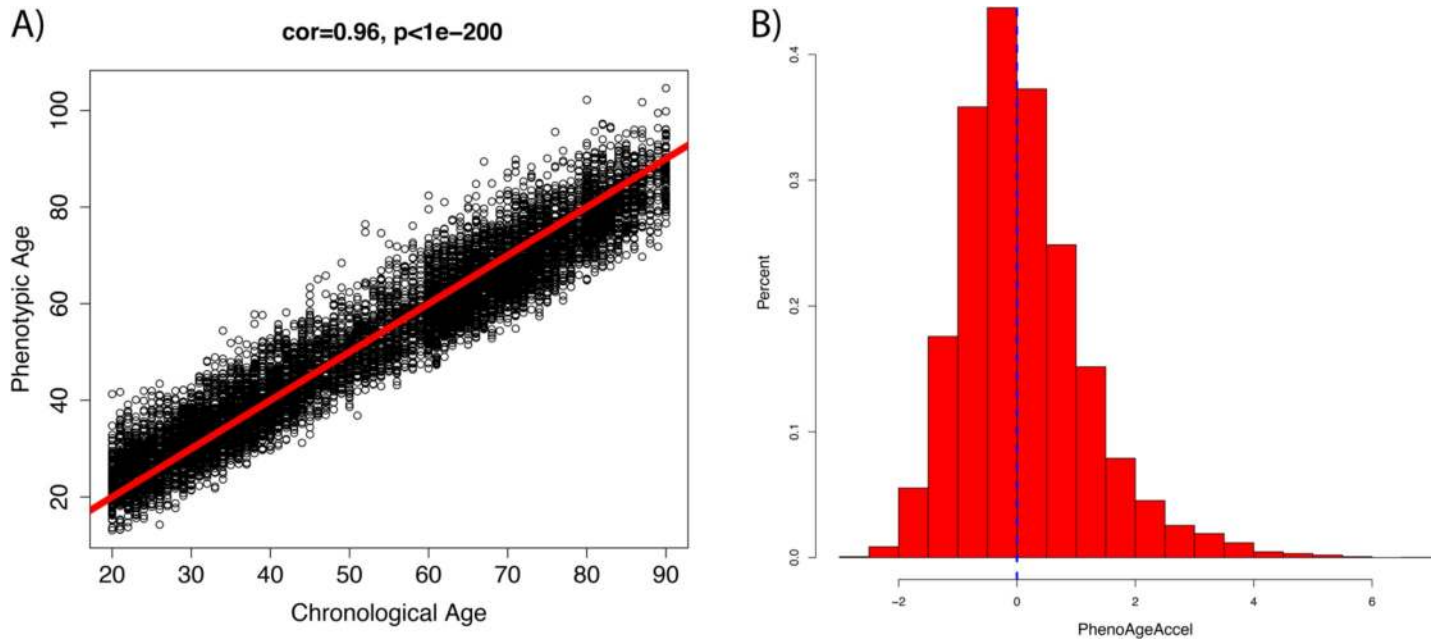 A)
cor=0.96, p<1e−200
Phenotypic Age
100
80
60
40
20
20 30 40 50 60 70 80 90
Chronological Age
B)
Percent
0.4
0.3
0.2
0.1
0.0
−2 0 2 4 6
PhenoAgeAccel